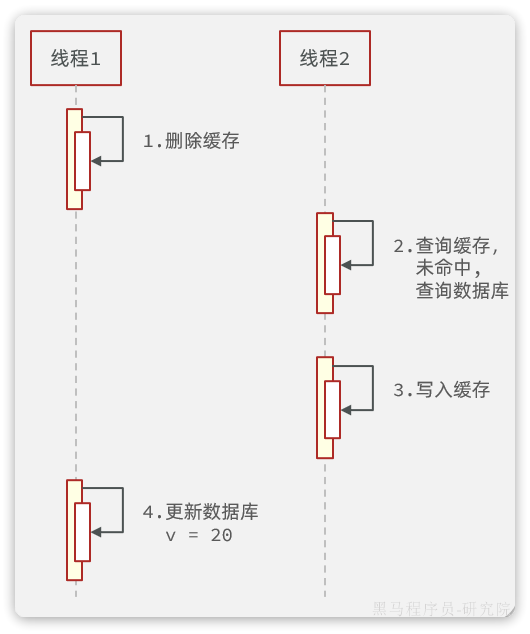 线程1
线程2
1.删除缓存
2.查询缓存,
未命中,
查询数据库
3.写入缓存
4.更新数据库
v = 20
黑马程序员-研究院